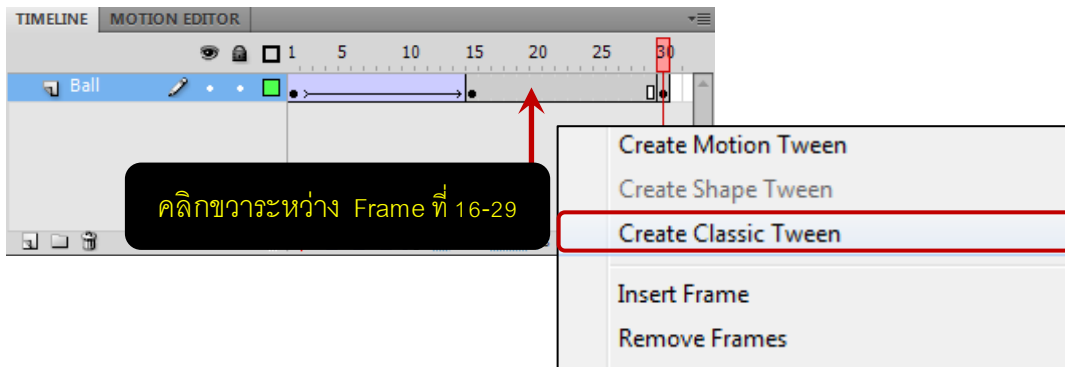 TIMELINE MOTION EDITOR
1 5 10 15 20 25 30
Ball
คลิกขวาระหว่าง Frame ที่ 16-29
Create Motion Tween
Create Shape Tween
Create Classic Tween
Insert Frame
Remove Frames